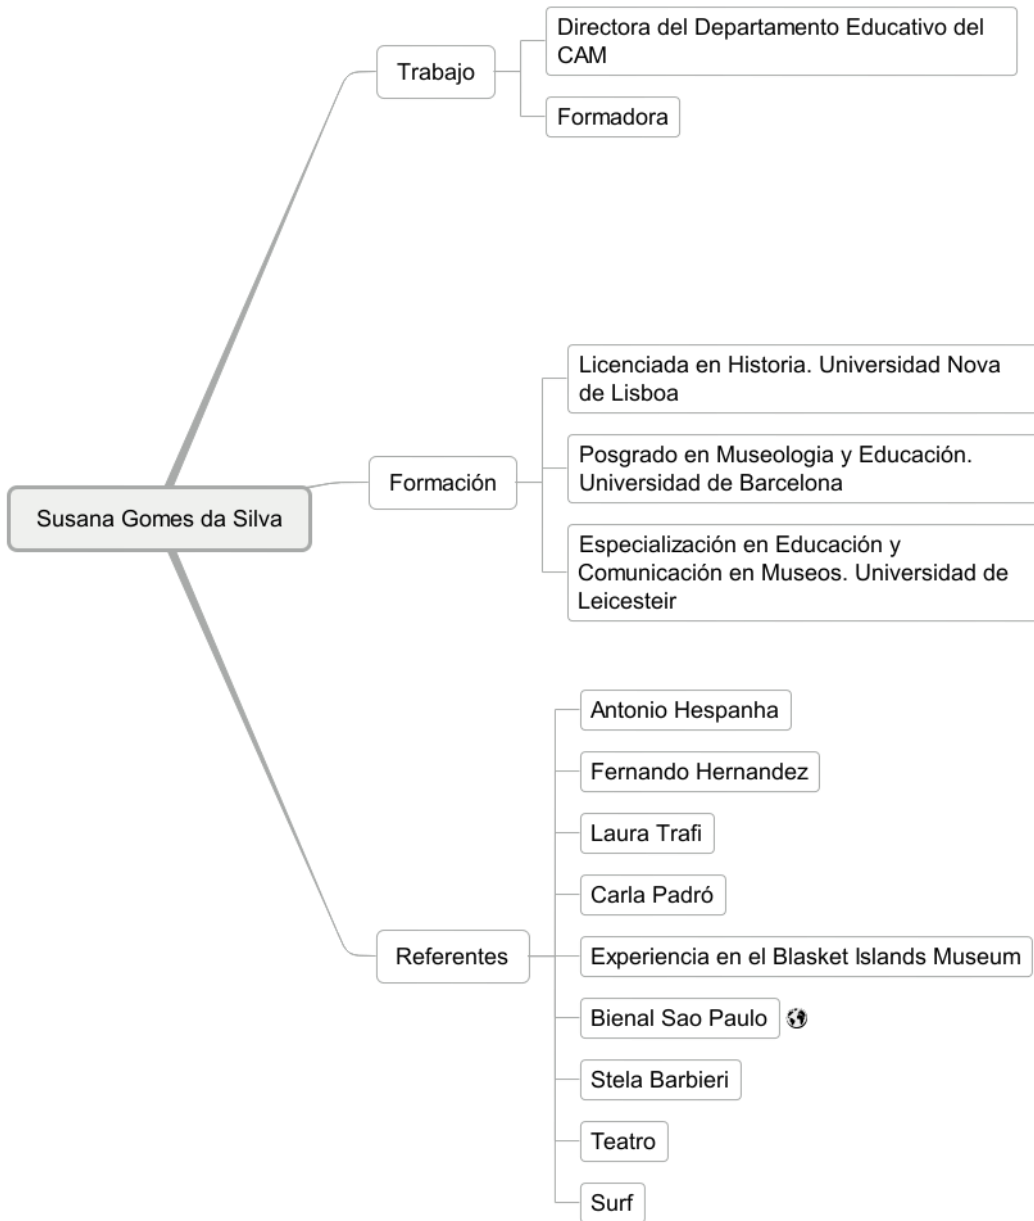 Directora del Departamento Educativo del
CAM
Trabajo
Formadora
Licenciada en Historia. Universidad Nova
de Lisboa
Posgrado en Museologia y Educación.
Universidad de Barcelona
Formación
Susana Gomes da Silva
Especialización en Educación y
Comunicación en Museos. Universidad de
Leicesteir
Antonio Hespanha
Fernando Hernandez
Laura Trafi
Carla Padró
Referentes
Experiencia en el Blasket Islands Museum
Bienal Sao Paulo
Stela Barbieri
Teatro
Surf